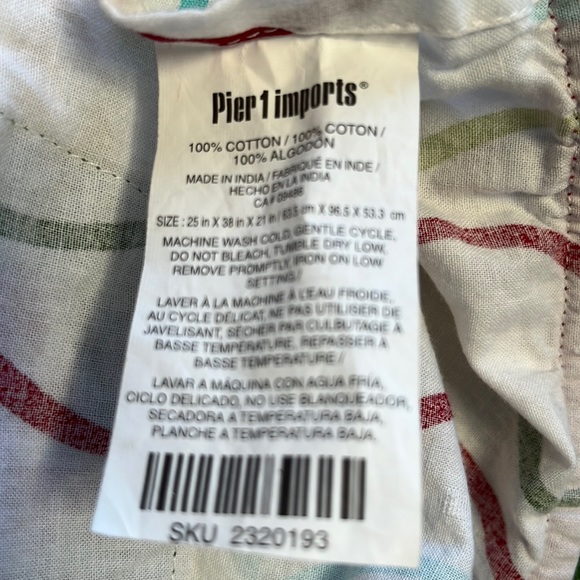 Pier 1 imports®
100% COTTON / 100% COTON /
100% ALGODÓN
MADE IN INDIA / FABRIQUÉ EN INDE /
HECHO EN LA INDIA
CA# 09486
SIZE : 25 in X 38 in X 21 in / 63.5 cm X 96.5 X 53.3 cm
MACHINE WASH COLD, GENTLE CYCLE,
DO NOT BLEACH, TUMBLE DRY LOW,
REMOVE PROMPTLY, IRON ON LOW
SETTING /
LAVER À LA MACHINE À L'EAU FROIDE,
AU CYCLE DÉLICAT, NE PAS UTILISER DE
JAVELISANT, SÉCHER PAR CULBUTAGE À
BASSE TEMPÉRATURE, REPASSER À
BASSE TEMPÉRATURE /
LAVAR A MÁQUINA CON AGUA FRÍA,
CICLO DELICADO, NO USE BLANQUEADOR,
SECADORA A TEMPERATURA BAJA,
PLANCHE A TEMPERATURA BAJA.
SKU 2320193